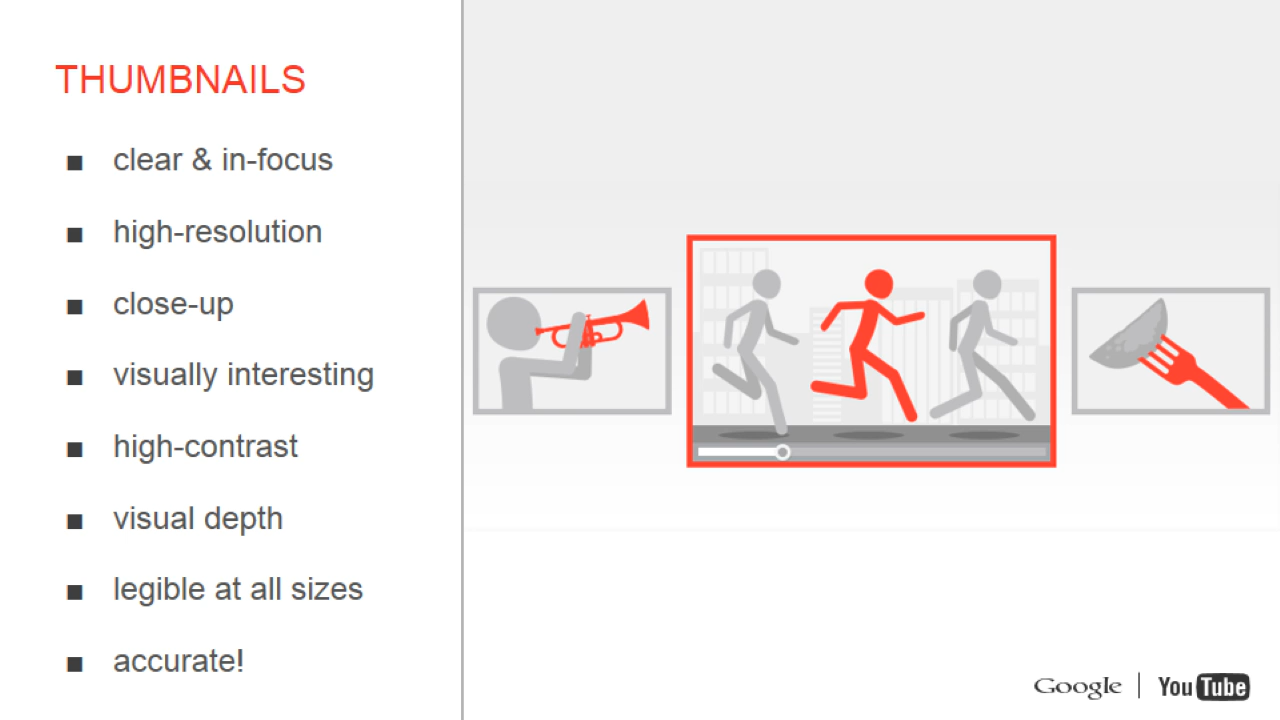 THUMBNAILS
■ clear & in-focus
■ high-resolution
■ close-up
■ visually interesting
■ high-contrast
■ visual depth
■ legible at all sizes
■ accurate!
Google | YouTube